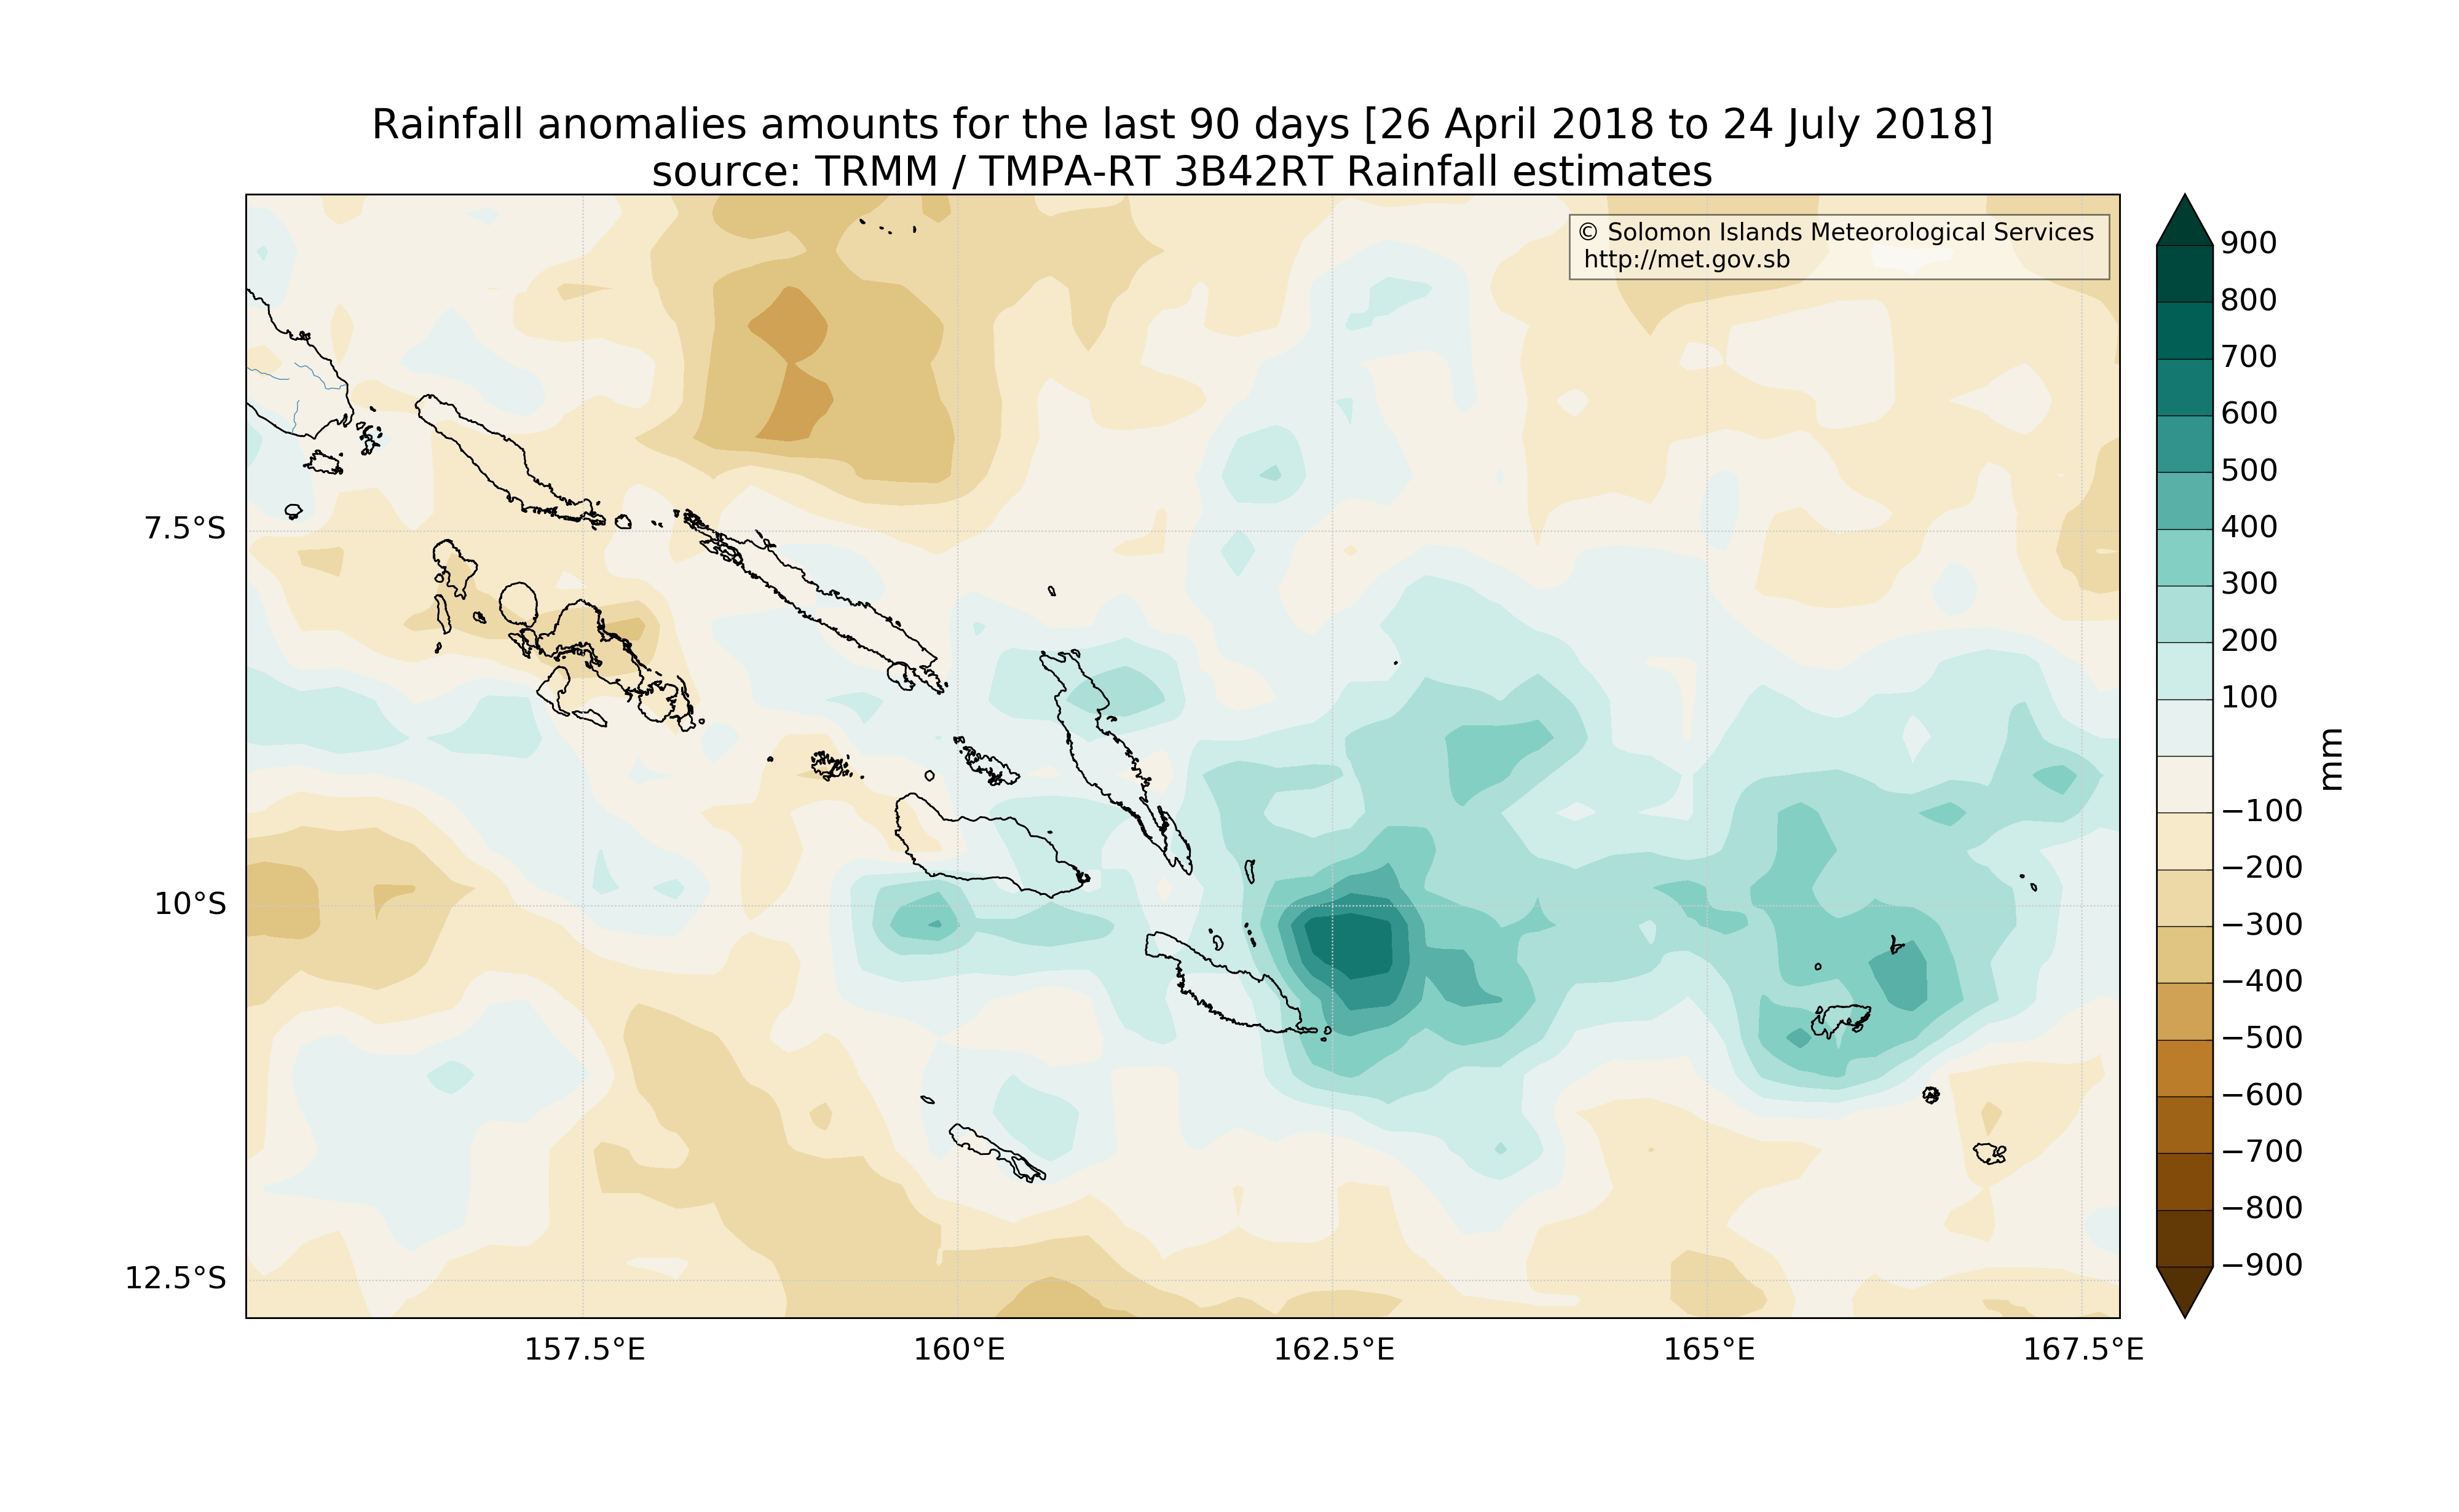 Rainfall anomalies amounts for the last 90 days [26 April 2018 to 24 July 2018]
source: TRMM / TMPA-RT 3B42RT Rainfall estimates
© Solomon Islands Meteorological Services
http://met.gov.sb
7.5°S
10°S
12.5°S
157.5°E
160°E
162.5°E
165°E
167.5°E
900
800
700
600
500
400
300
200
100
−100
−200
−300
−400
−500
−600
−700
−800
−900
mm